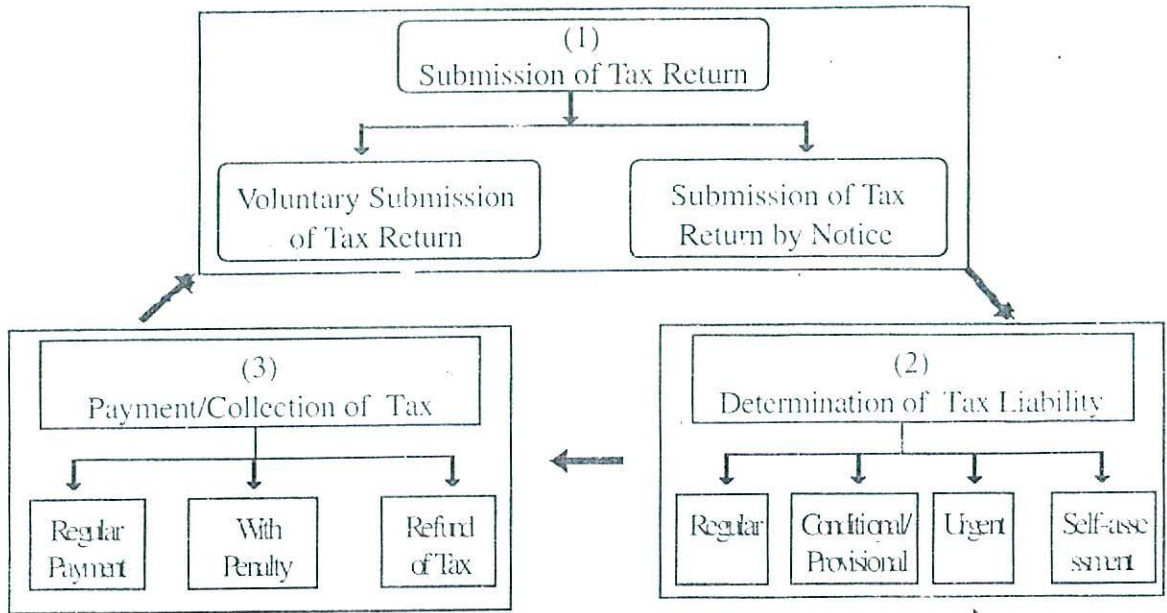 (1)
Submission of Tax Return
Voluntary Submission
of Tax Return
Submission of Tax
Return by Notice
(2)
Determination of Tax Liability
Regular
Conditional/
Provisional
Urgent
Self-asse
ssment
(3)
Payment/Collection of Tax
Regular
Payment
With
Penalty
Refund
of Tax